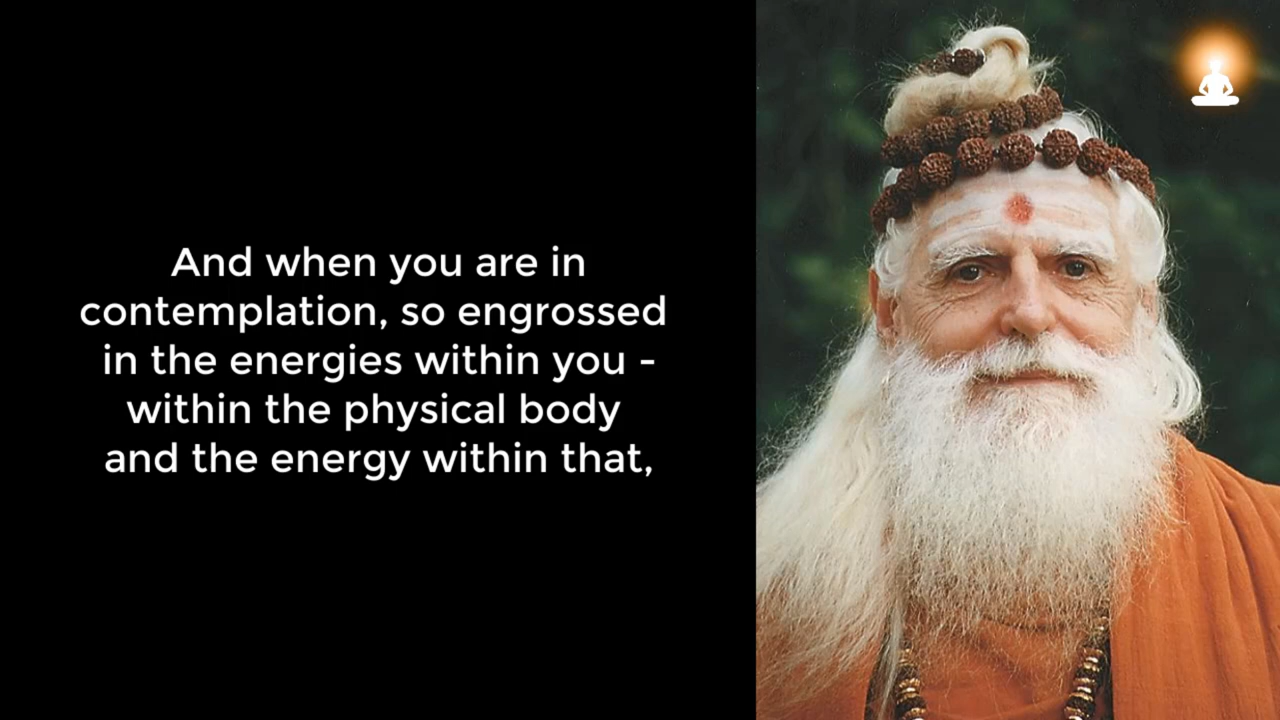 And when you are in
contemplation, so engrossed
in the energies within you -
within the physical body
and the energy within that,